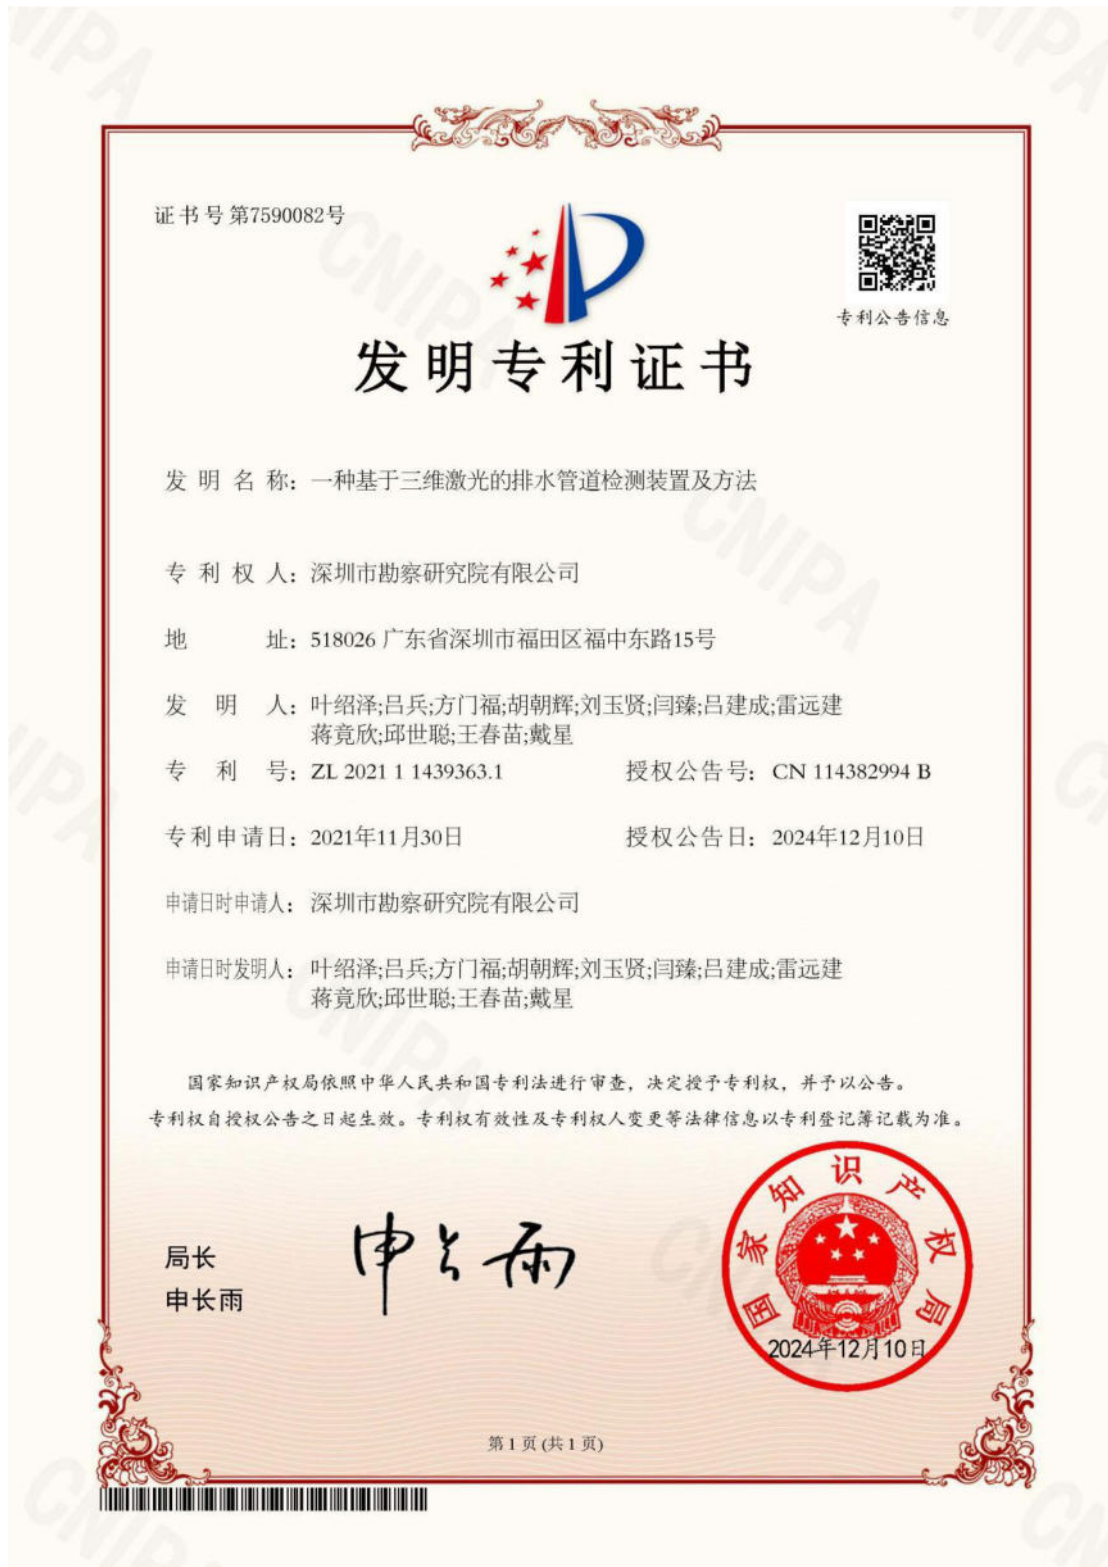 证书号第7590082号
专利公告信息
发明专利证书
发明名称：一种基于三维激光的排水管道检测装置及方法
专利权人：深圳市勘察研究院有限公司
地址：518026 广东省深圳市福田区福中东路15号
发明人：叶绍泽;吕兵;方门福;胡朝辉;刘玉贤;闫臻;吕建成;雷远建
蒋竟欣;邱世聪;王春苗;戴星
专利号：ZL 2021 1 1439363.1 授权公告号：CN 114382994 B
专利申请日：2021年11月30日 授权公告日：2024年12月10日
申请日时申请人：深圳市勘察研究院有限公司
申请日时发明人：叶绍泽;吕兵;方门福;胡朝辉;刘玉贤;闫臻;吕建成;雷远建
蒋竟欣;邱世聪;王春苗;戴星
国家知识产权局依照中华人民共和国专利法进行审查，决定授予专利权，并予以公告。
专利权自授权公告之日起生效。专利权有效性及专利权人变更等法律信息以专利登记簿记载为准。
局长
申长雨
申长雨
国家知识产权局
2024年12月10日
第 1 页 (共 1 页)
CNIPA